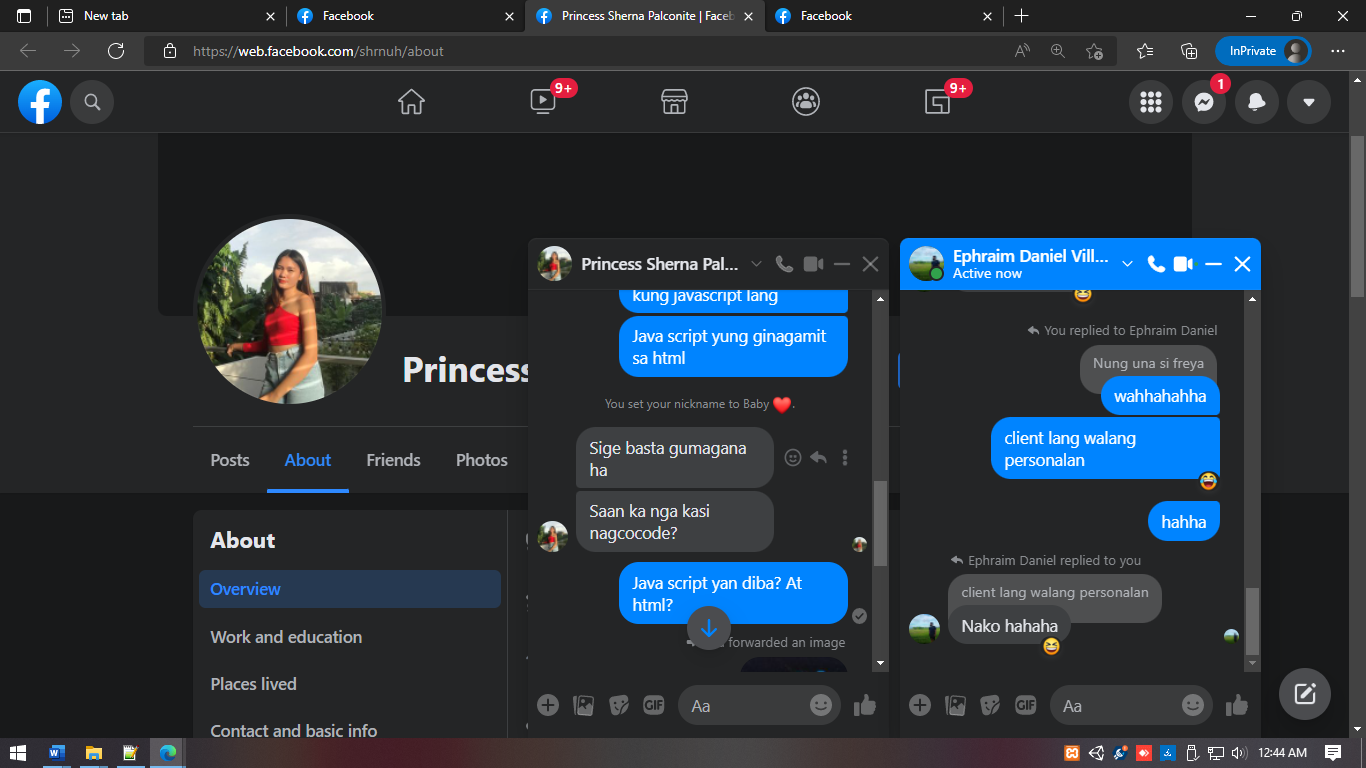 New tab
Facebook
Princess Sherna Palconite | Faceb
Facebook
https://web.facebook.com/shrnuh/about
InPrivate
9+
9+
1
Princess
Posts
About
Friends
Photos
About
Overview
Work and education
Places lived
Contact and basic info
Princess Sherna Pal...
kung javascript lang
Java script yung ginagamit
sa html
You set your nickname to Baby ❤️.
Sige basta gumagana
ha
Saan ka nga kasi
nagcocode?
Java script yan diba? At
html?
forwarded an image
GIF
Aa
Ephraim Daniel Vill...
Active now
You replied to Ephraim Daniel
Nung una si freya
wahhahahha
client lang walang
personalan
hahha
Ephraim Daniel replied to you
client lang walang personalan
Nako hahaha
GIF
Aa
12:44 AM